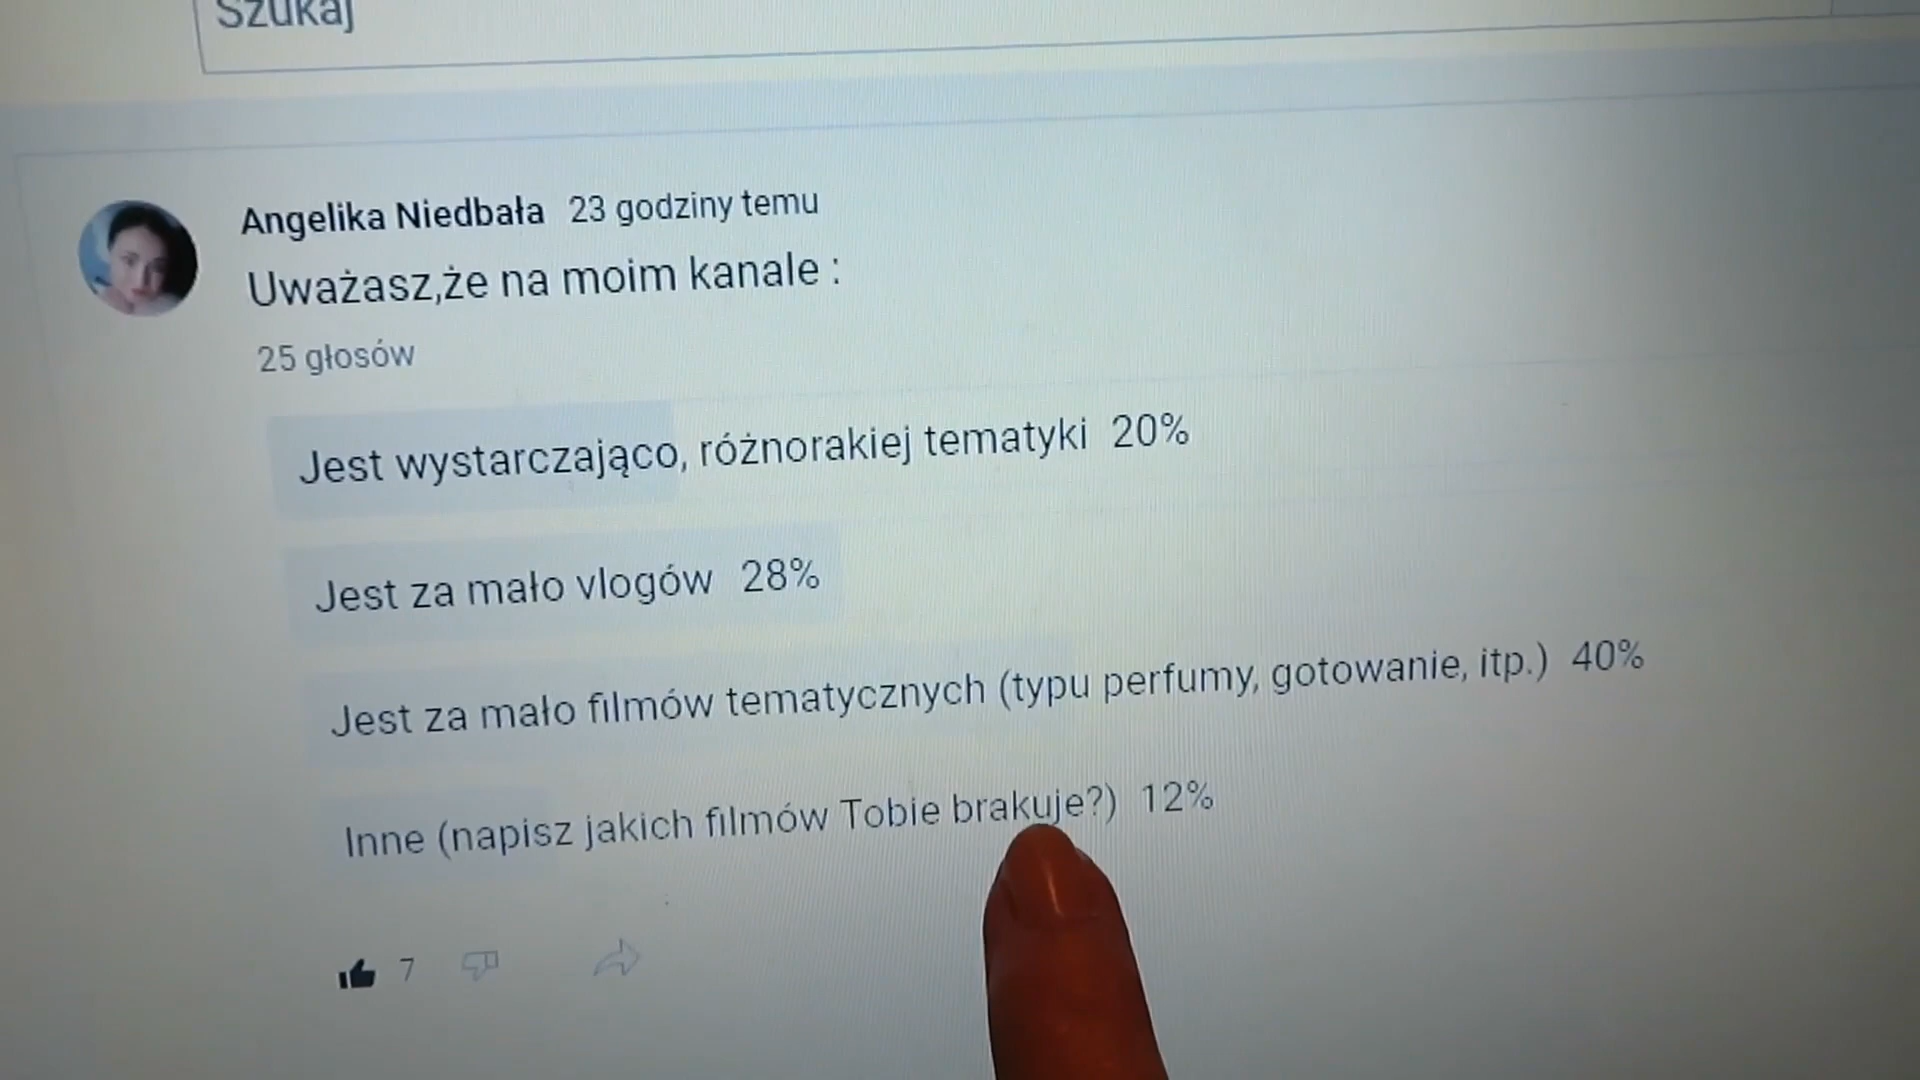 Szukaj
Angelika Niedbała 23 godziny temu
Uważasz,że na moim kanale :
25 głosów
Jest wystarczająco, różnorakiej tematyki 20%
Jest za mało vlogów 28%
Jest za mało filmów tematycznych (typu perfumy, gotowanie, itp.) 40%
Inne (napisz jakich filmów Tobie brakuje?) 12%
7